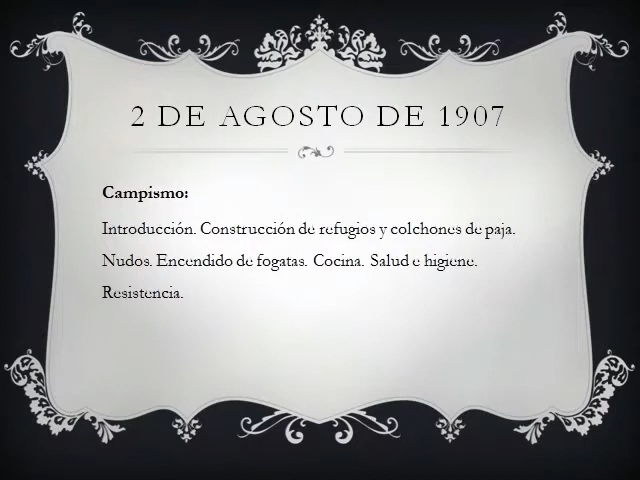 2 DE AGOSTO DE 1907
Campismo:
Introducción. Construcción de refugios y colchones de paja.
Nudos. Encendido de fogatas. Cocina. Salud e higiene.
Resistencia.